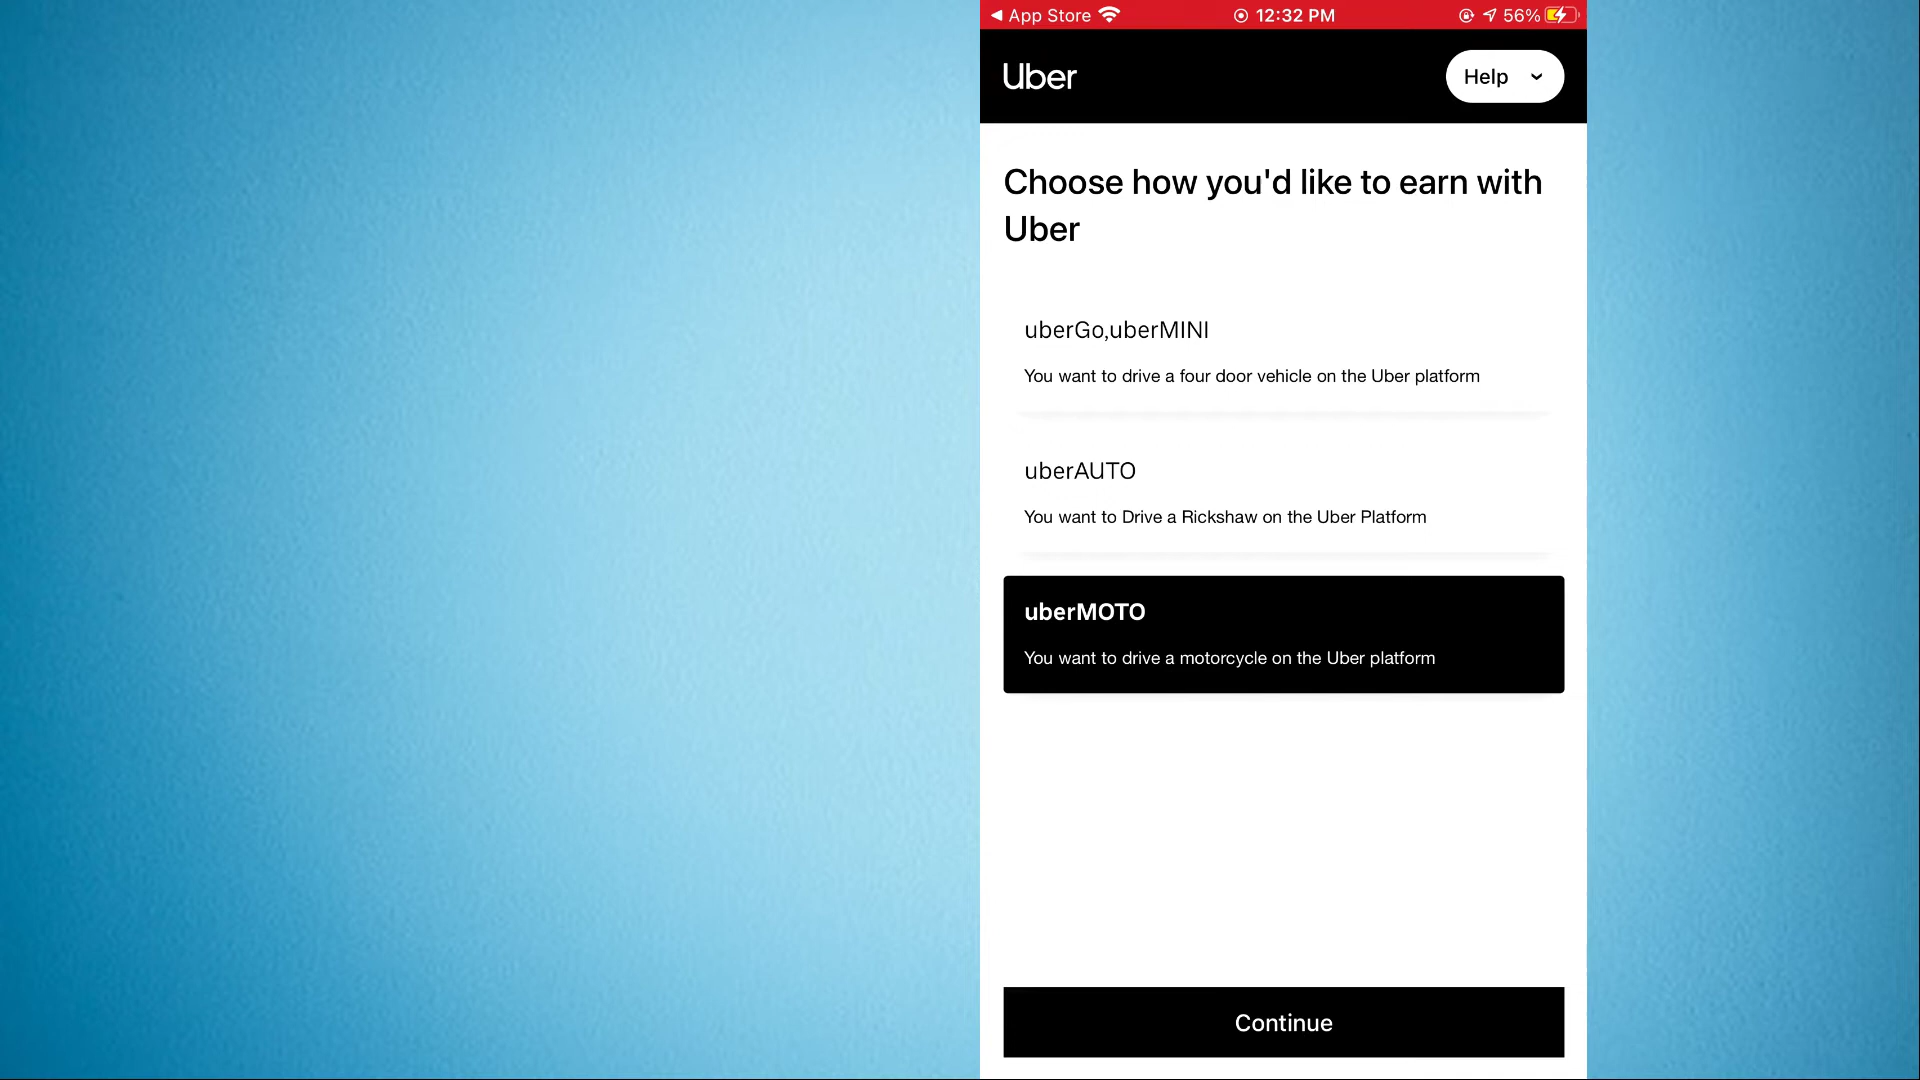 App Store 12:32 PM 56%
Uber Help
Choose how you'd like to earn with
Uber
uberGo,uberMINI
You want to drive a four door vehicle on the Uber platform
uberAUTO
You want to Drive a Rickshaw on the Uber Platform
uberMOTO
You want to drive a motorcycle on the Uber platform
Continue